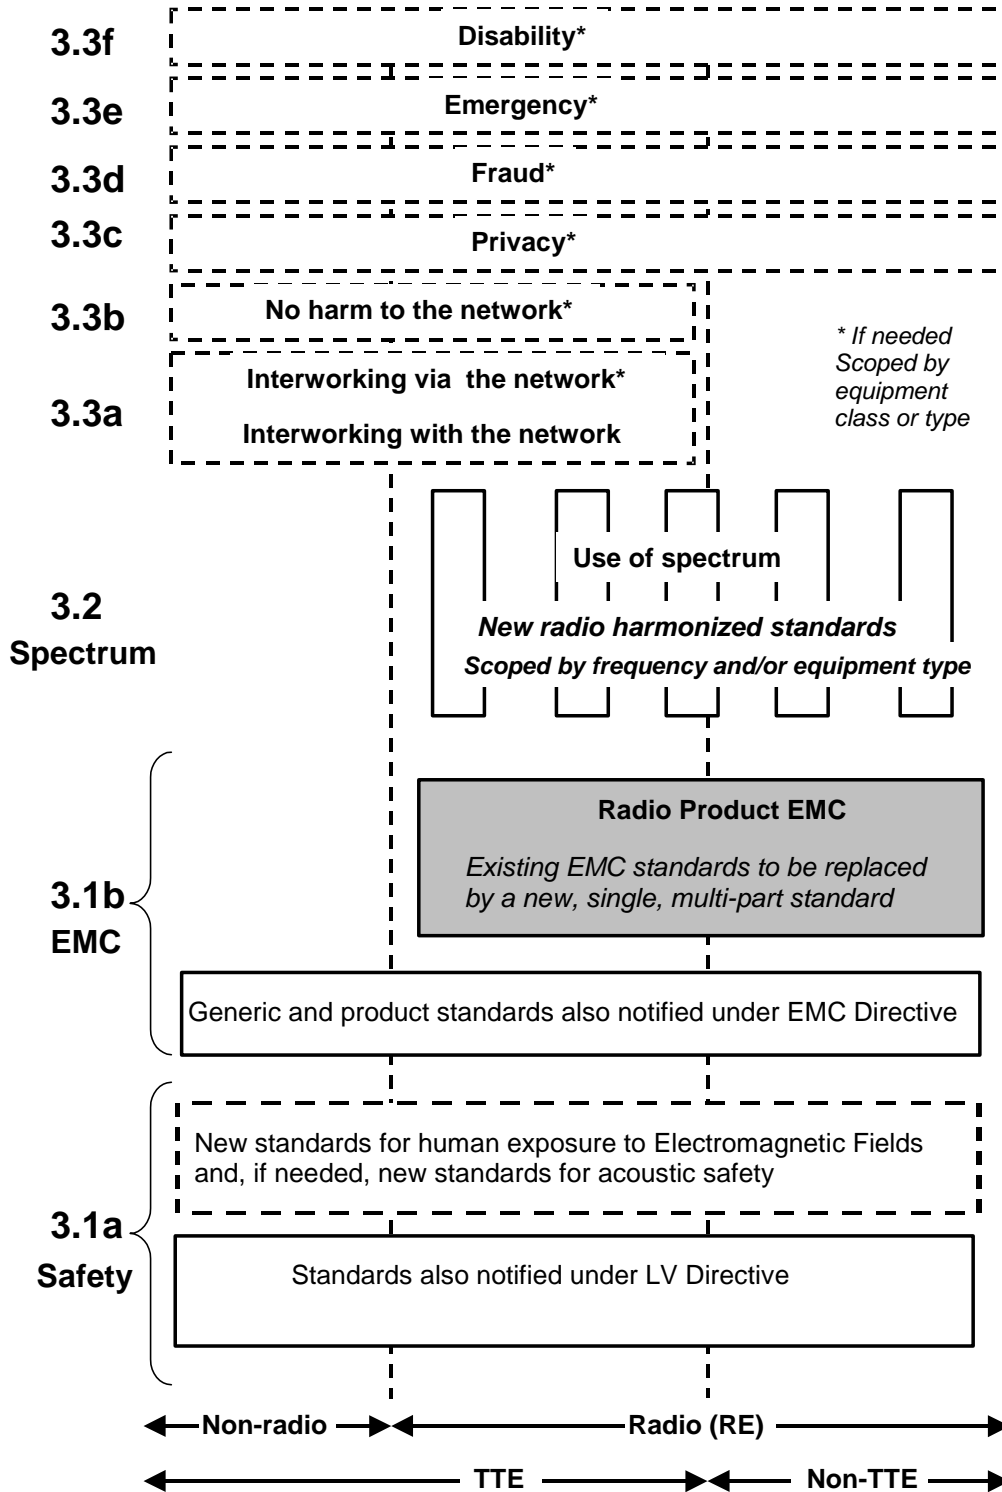 3.3f
Disability*
3.3e
Emergency*
3.3d
Fraud*
3.3c
Privacy*
3.3b
No harm to the network*
3.3a
Interworking via the network*
Interworking with the network
* If needed
Scoped by
equipment
class or type
3.2
Spectrum
Use of spectrum
New radio harmonized standards
Scoped by frequency and/or equipment type
3.1b
EMC
Radio Product EMC
Existing EMC standards to be replaced
by a new, single, multi-part standard
Generic and product standards also notified under EMC Directive
3.1a
Safety
New standards for human exposure to Electromagnetic Fields
and, if needed, new standards for acoustic safety
Standards also notified under LV Directive
Non-radio
Radio (RE)
TTE
Non-TTE